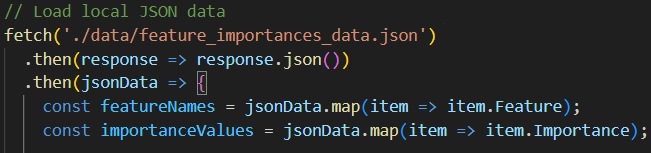 // Load local JSON data
fetch('./data/feature_importances_data.json')
  .then(response => response.json())
  .then(jsonData => {
    const featureNames = jsonData.map(item => item.Feature);
    const importanceValues = jsonData.map(item => item.Importance);